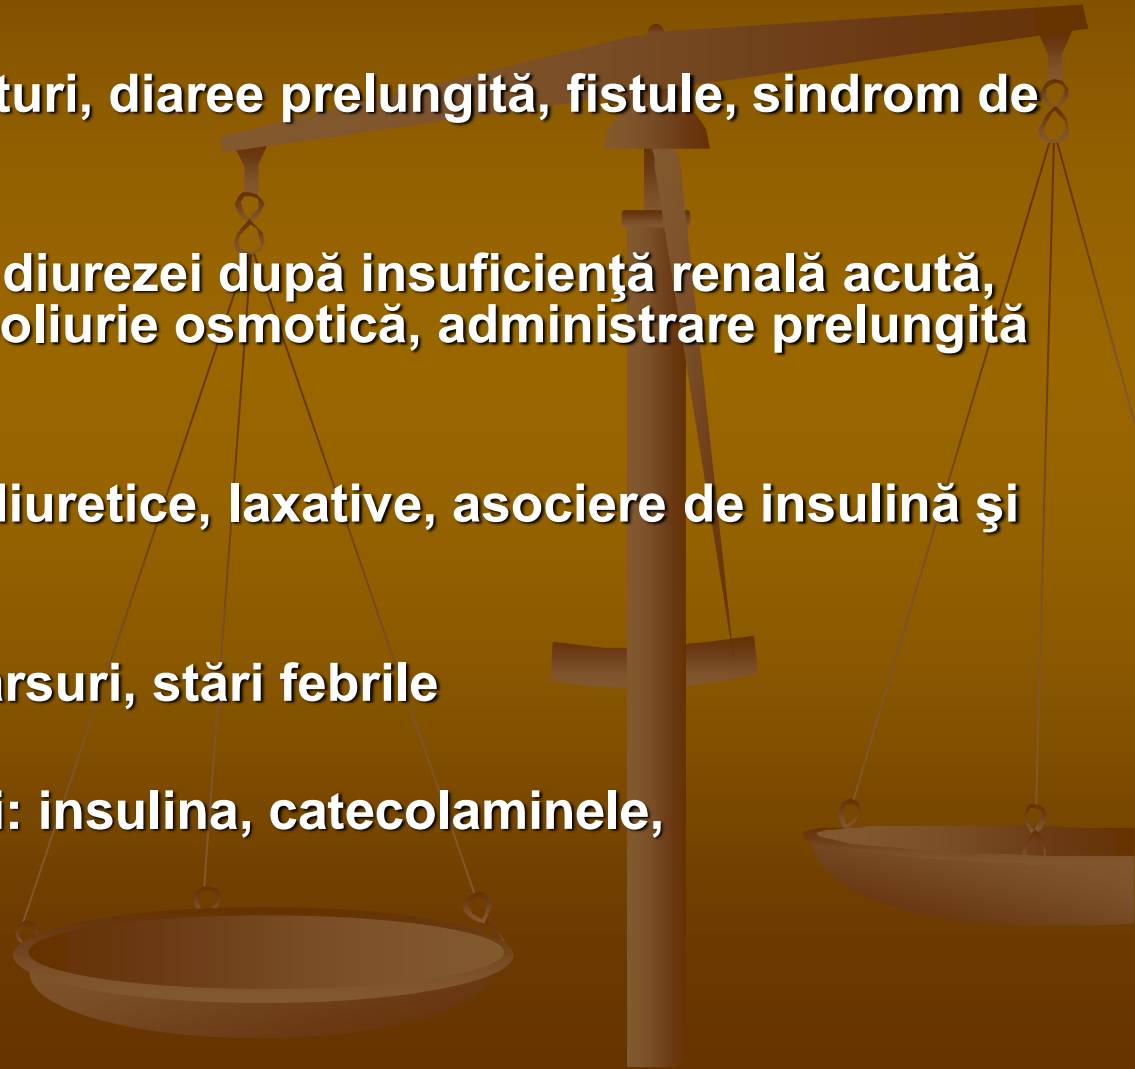 turi, diaree prelungită, fistule, sindrom de
diurezei după insuficienţă renală acută,
oliurie osmotică, administrare prelungită
diuretice, laxative, asociere de insulină şi
arsuri, stări febrile
i: insulina, catecolaminele,